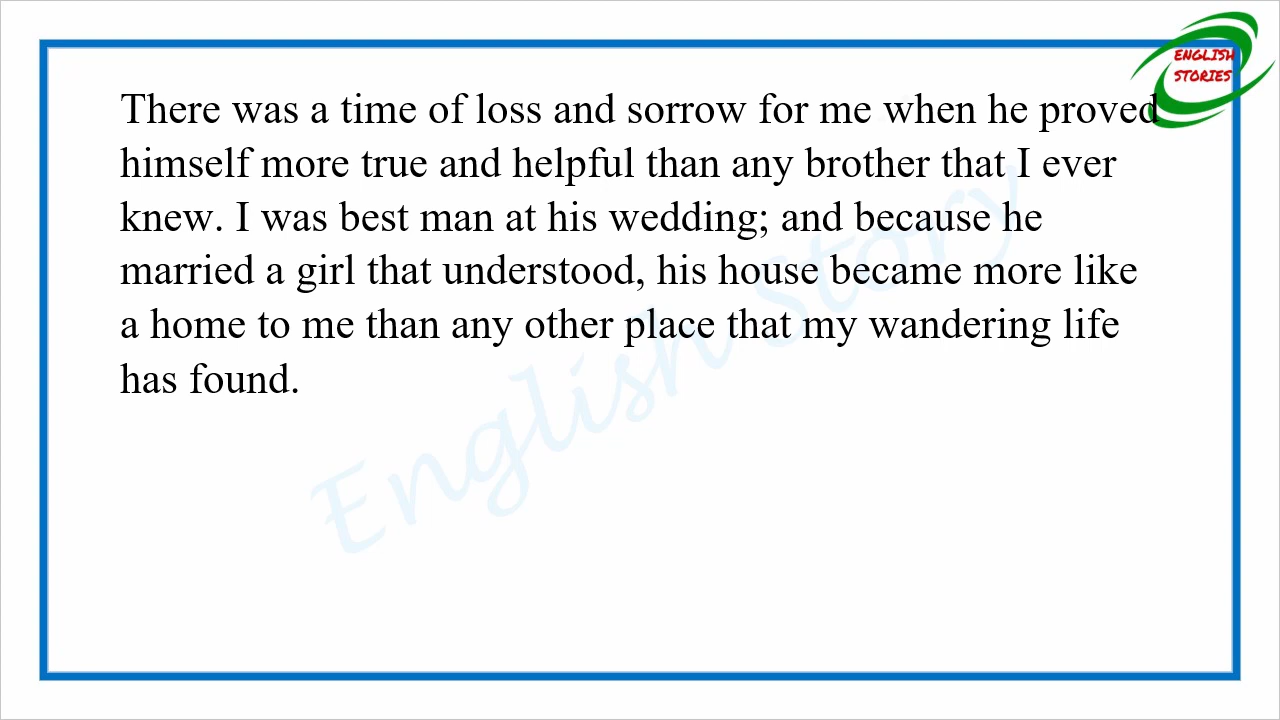 ENGLISH
STORIES
There was a time of loss and sorrow for me when he proved
himself more true and helpful than any brother that I ever
knew. I was best man at his wedding; and because he
married a girl that understood, his house became more like
a home to me than any other place that my wandering life
has found.
English Story